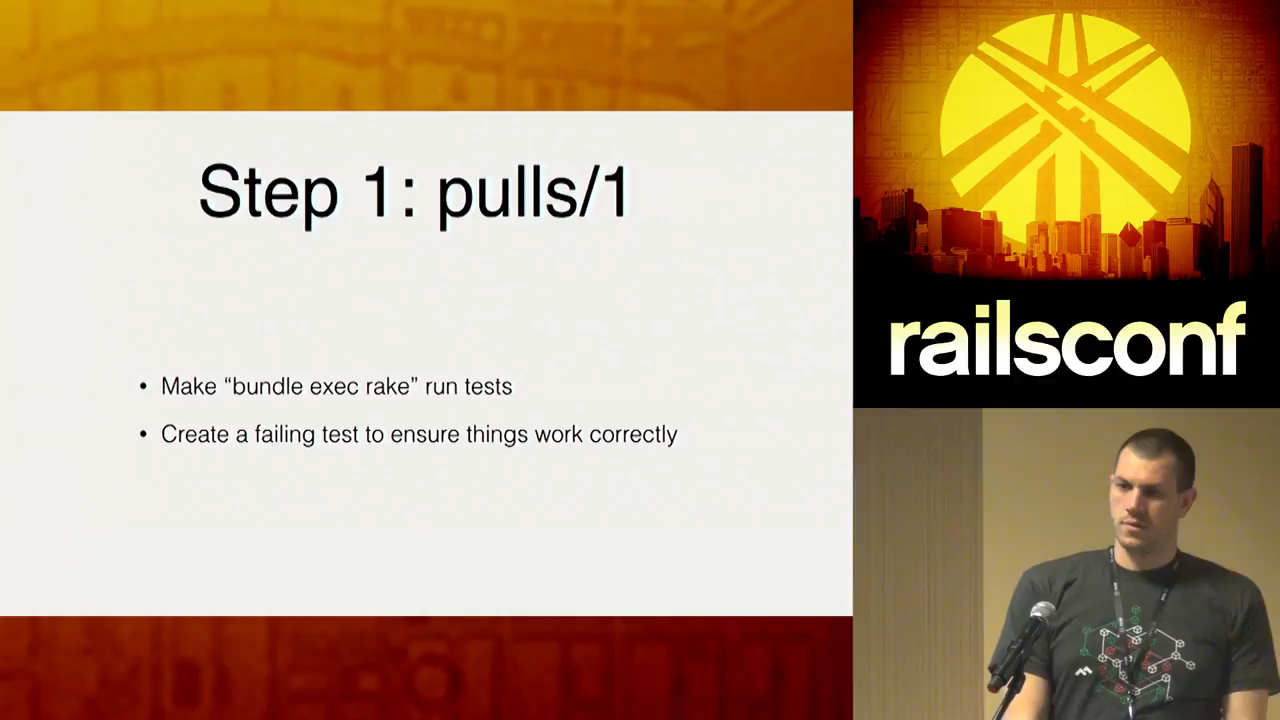 Step 1: pulls/1
• Make “bundle exec rake” run tests
• Create a failing test to ensure things work correctly
railsconf